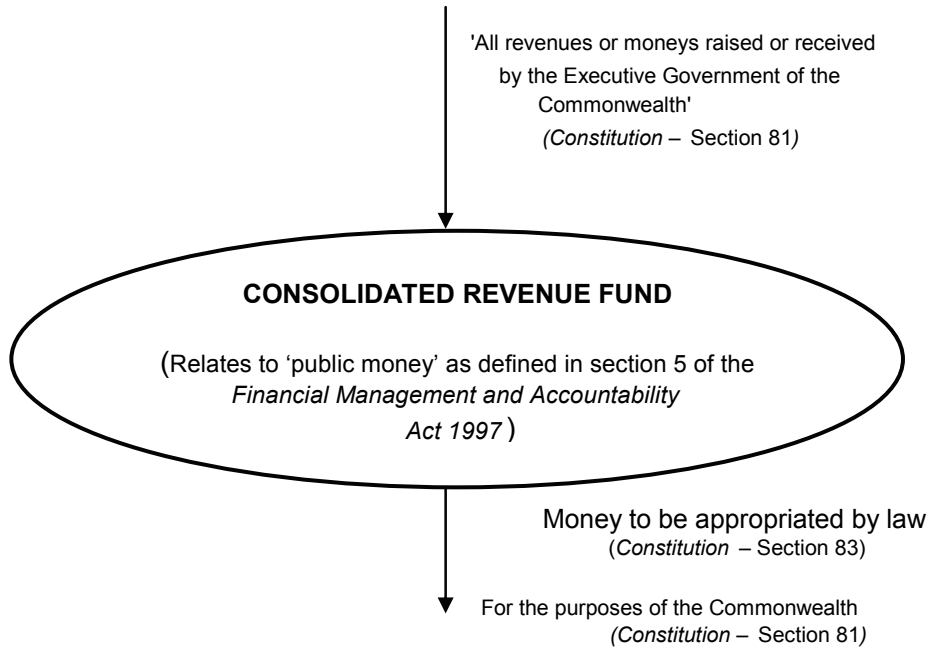 'All revenues or moneys raised or received
by the Executive Government of the
Commonwealth'
(Constitution – Section 81)
CONSOLIDATED REVENUE FUND
(Relates to ‘public money’ as defined in section 5 of the
Financial Management and Accountability
Act 1997)
Money to be appropriated by law
(Constitution – Section 83)
For the purposes of the Commonwealth
(Constitution – Section 81)